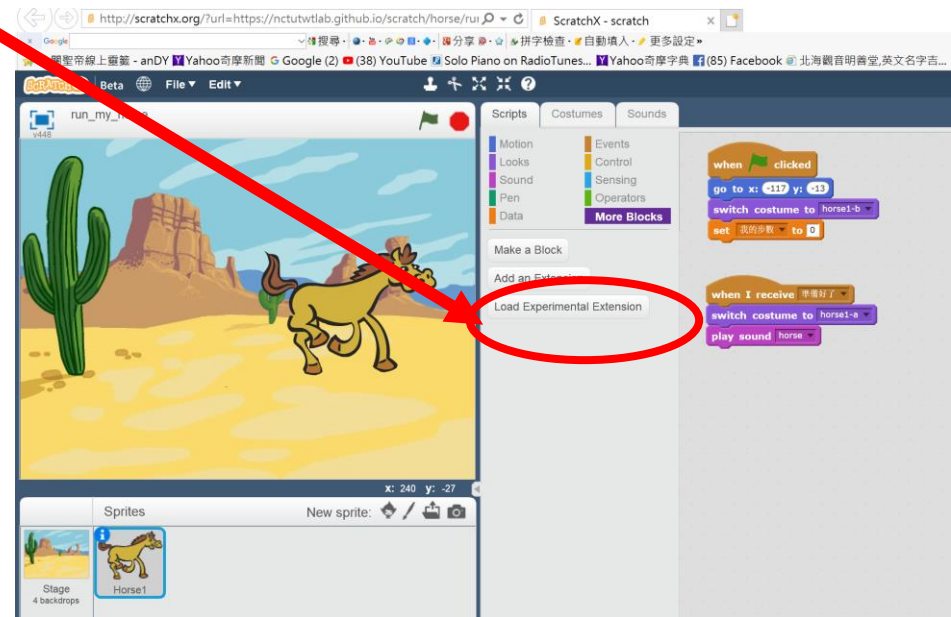 http://scratchx.org/?url=https://nctutwtlab.github.io/scratch/horse/ru
ScratchX - scratch
Google
搜尋
分享
拼字檢查
自動填入
更多
設定»
聖帝線上靈籤 - anDY Yahoo奇摩新聞 Google (2) (38) YouTube Solo Piano on RadioTunes... Yahoo奇摩字典 (85) Facebook 北海觀音明善堂,英文名字吉...
Beta File Edit
v448
Scripts Costumes Sounds
Motion Events
Looks Control
Sound Sensing
Pen Operators
Data More Blocks
Make a Block
Add an Extension
Load Experimental Extension
when clicked
go to x: -117 y: -13
switch costume to horse1-b
set 我的步數 to 0
when I receive 準備好了
switch costume to horse1-a
play sound horse
x: 240 y: -27
Sprites New sprite:
Stage
4 backdrops
Horse1